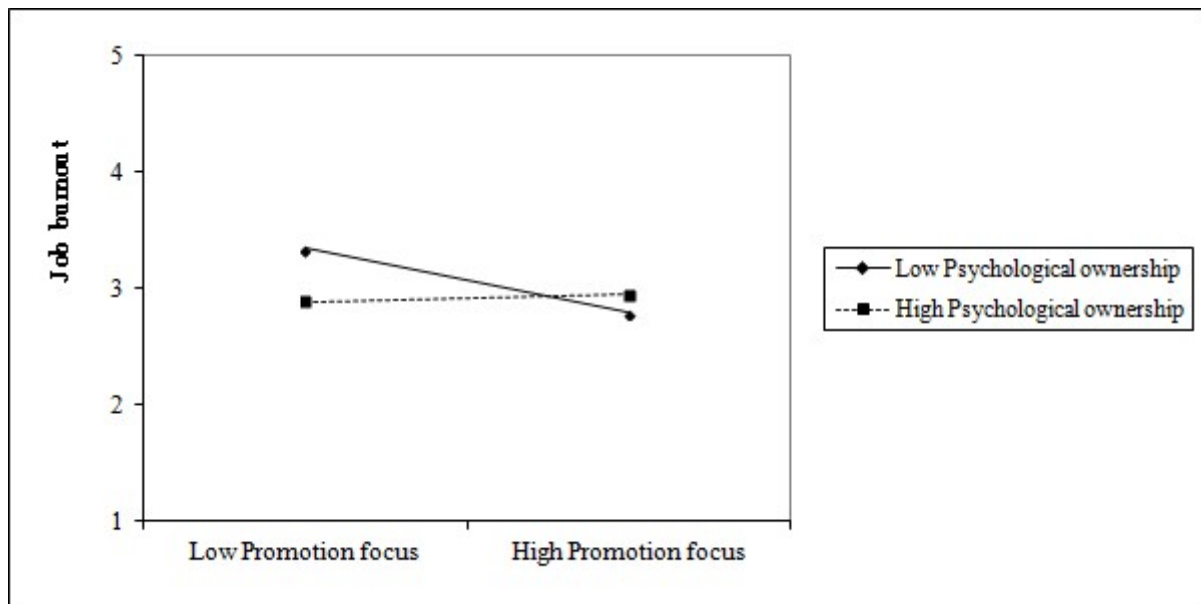 5
4
3
2
1
Job burnout
Low Promotion focus
High Promotion focus
Low Psychological ownership
High Psychological ownership